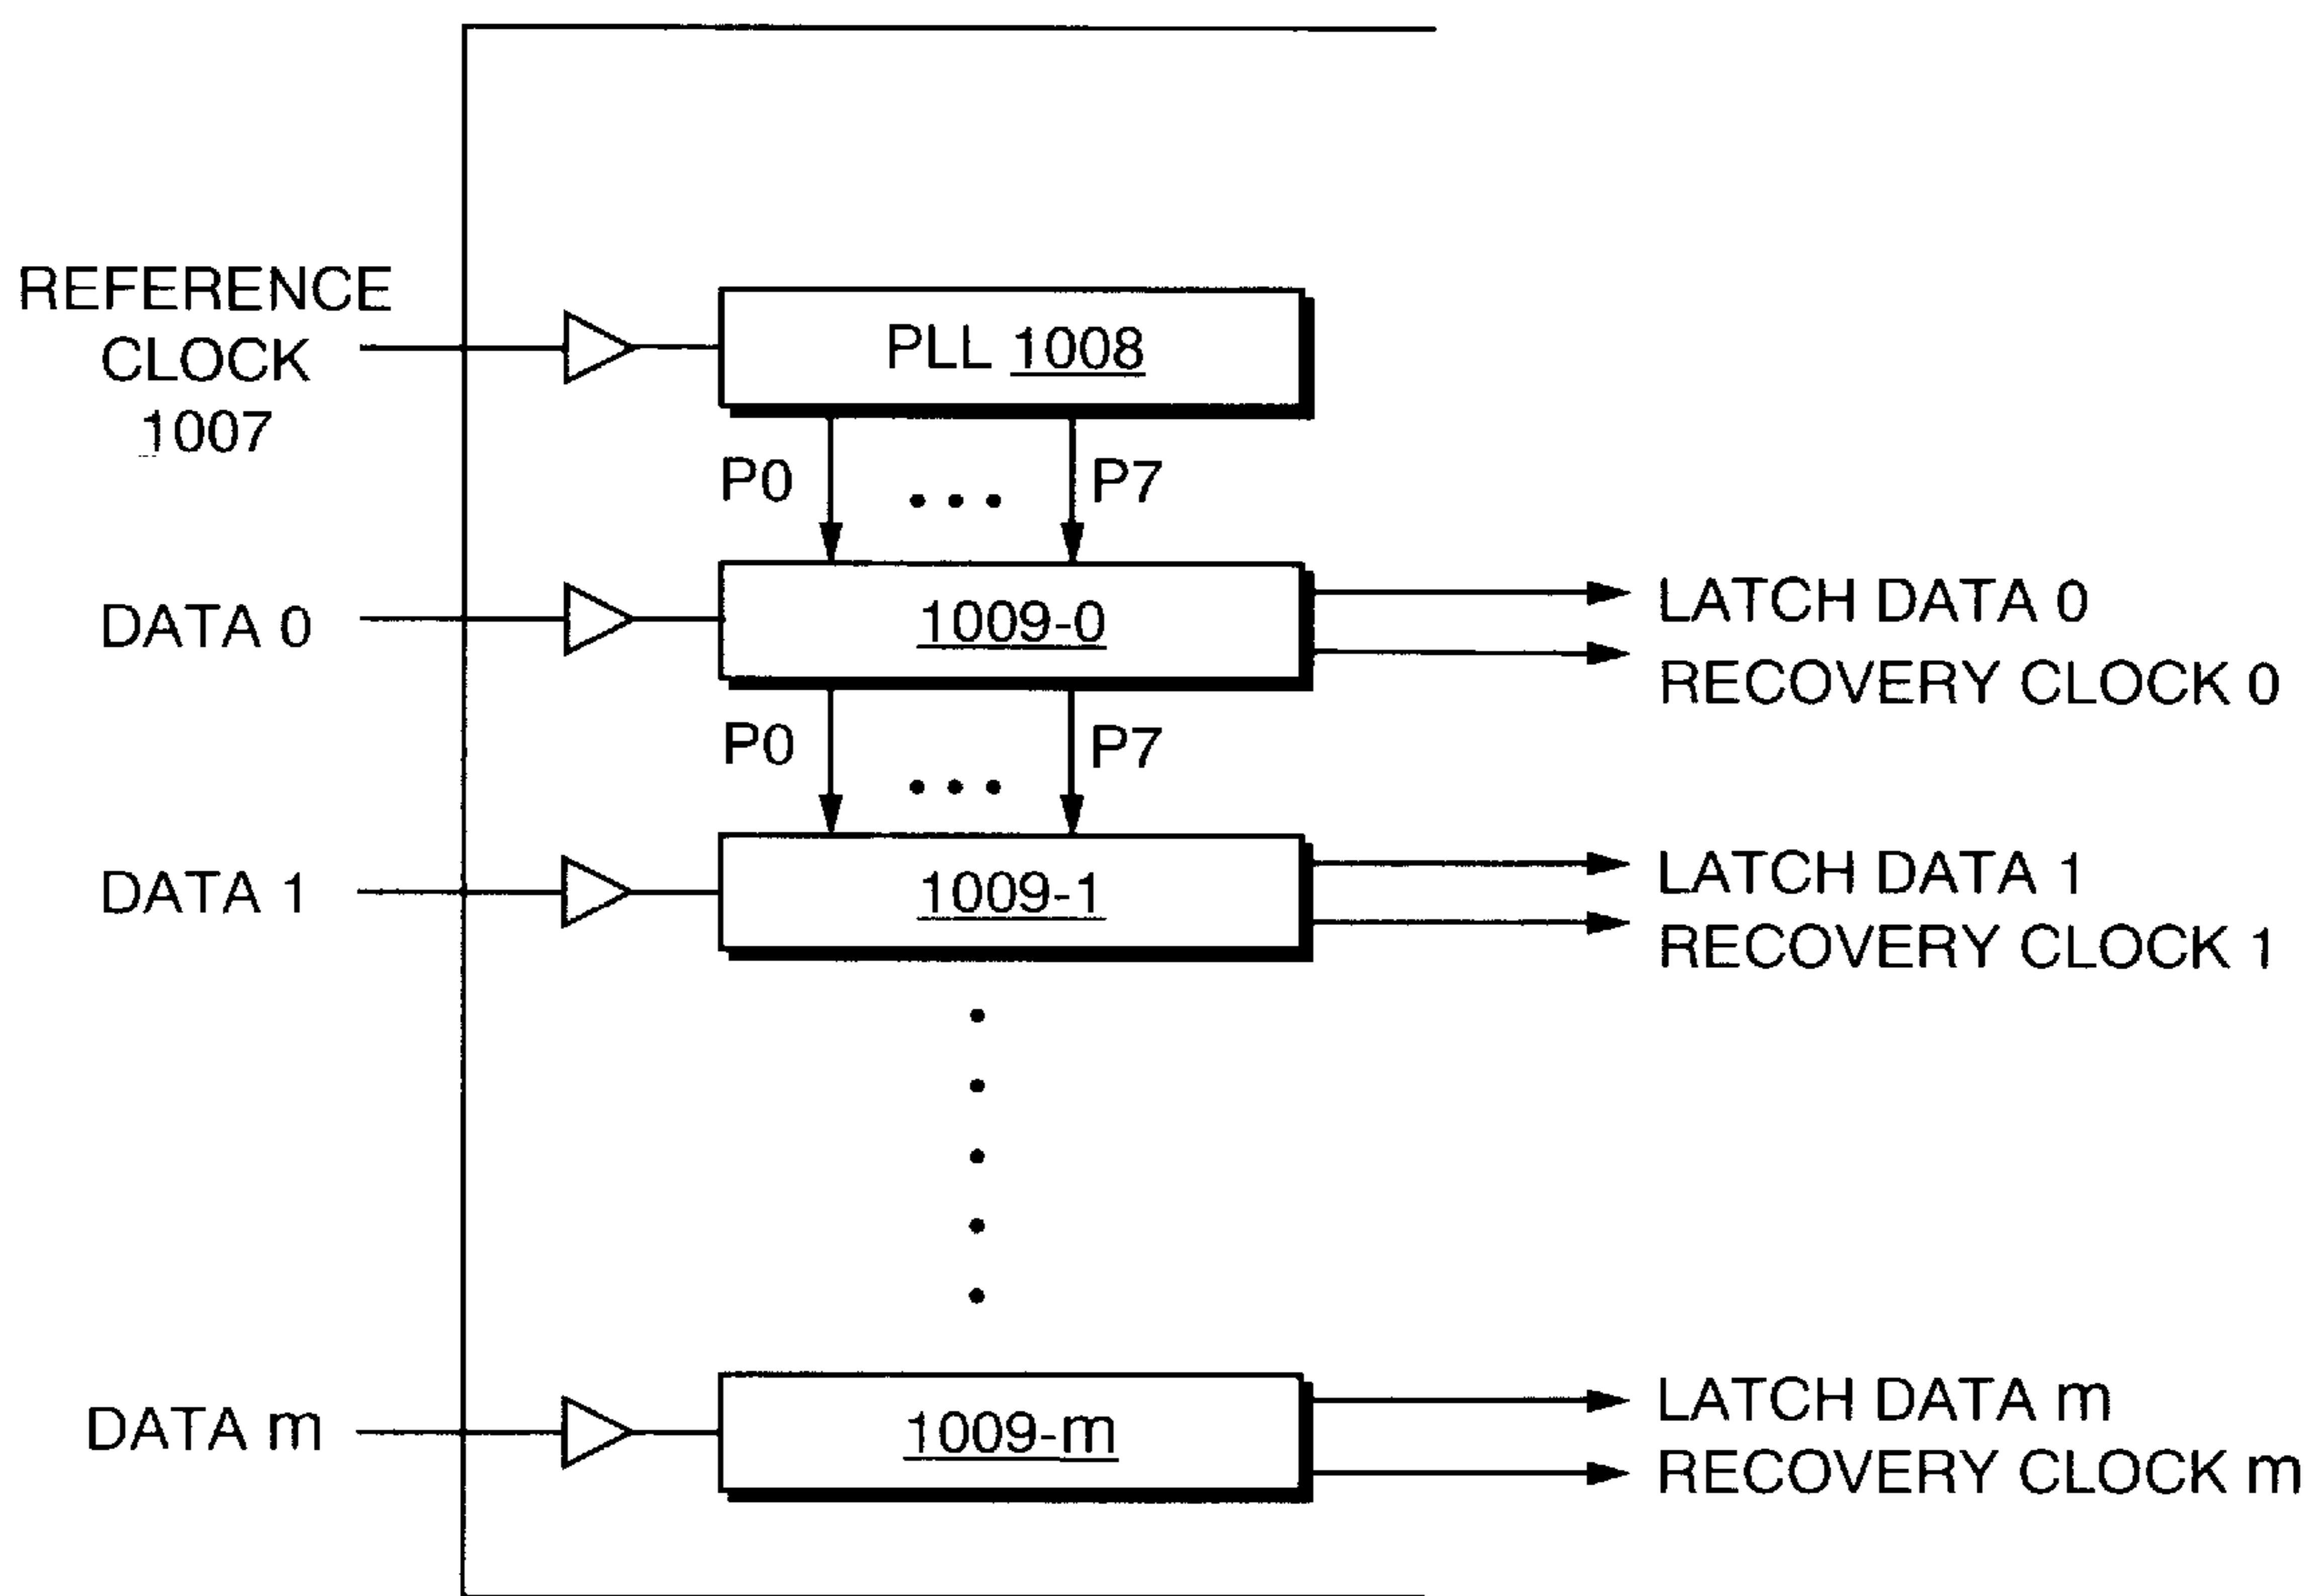 REFERENCE
CLOCK
1007
PLL 1008
P0
P7
DATA 0
1009-0
LATCH DATA 0
RECOVERY CLOCK 0
P0
P7
DATA 1
1009-1
LATCH DATA 1
RECOVERY CLOCK 1
DATA m
1009-m
LATCH DATA m
RECOVERY CLOCK m